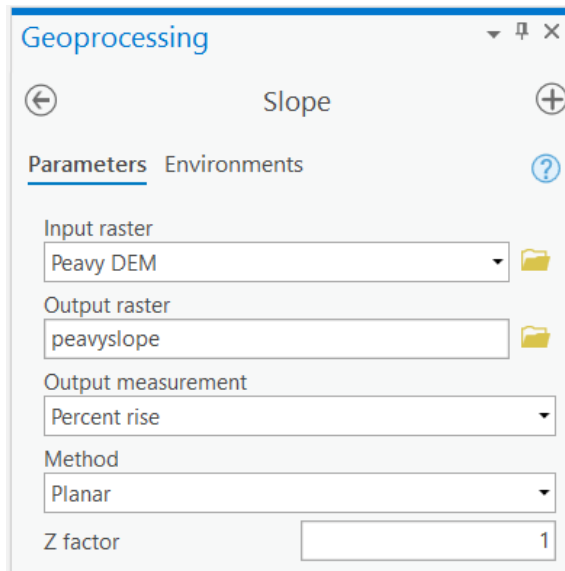 Geoprocessing
Slope
Parameters Environments
Input raster
Peavy DEM
Output raster
peavyslope
Output measurement
Percent rise
Method
Planar
Z factor 1